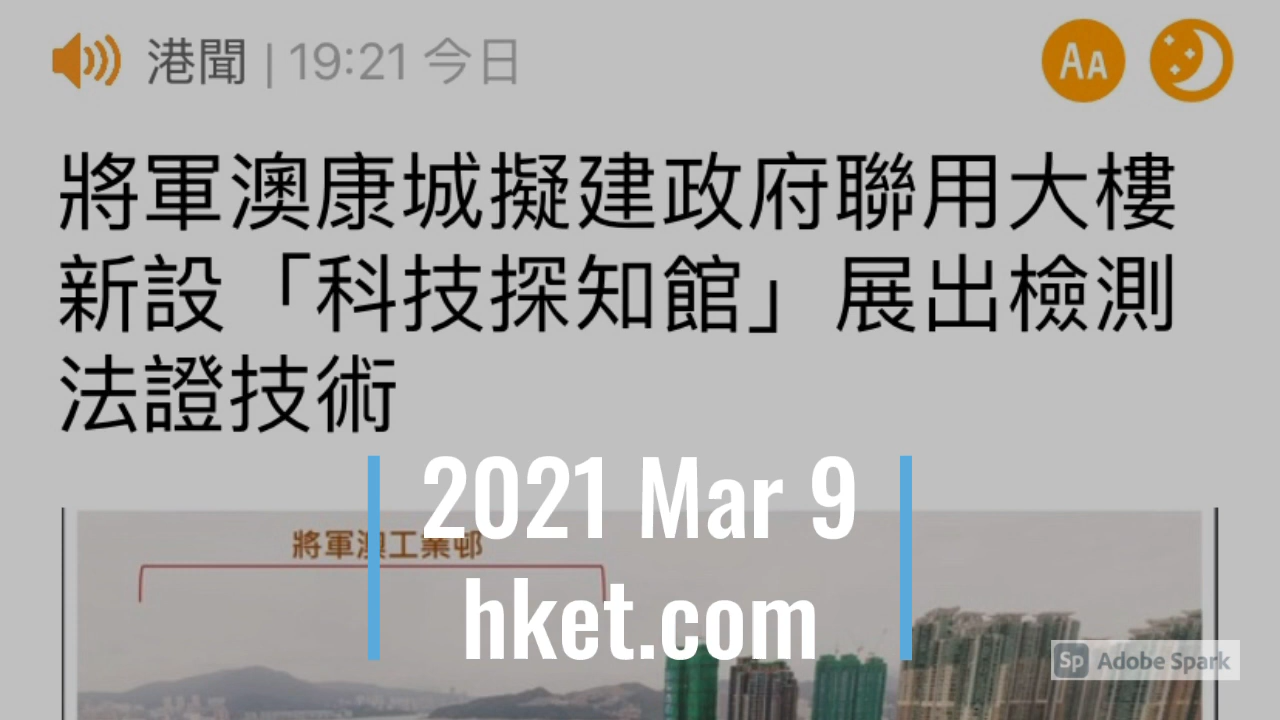 港聞 | 19:21 今日
AA
將軍澳康城擬建政府聯用大樓
新設「科技探知館」展出檢測
法證技術
2021 Mar 9
將軍澳工業邨
hket.com
Sp Adobe Spark